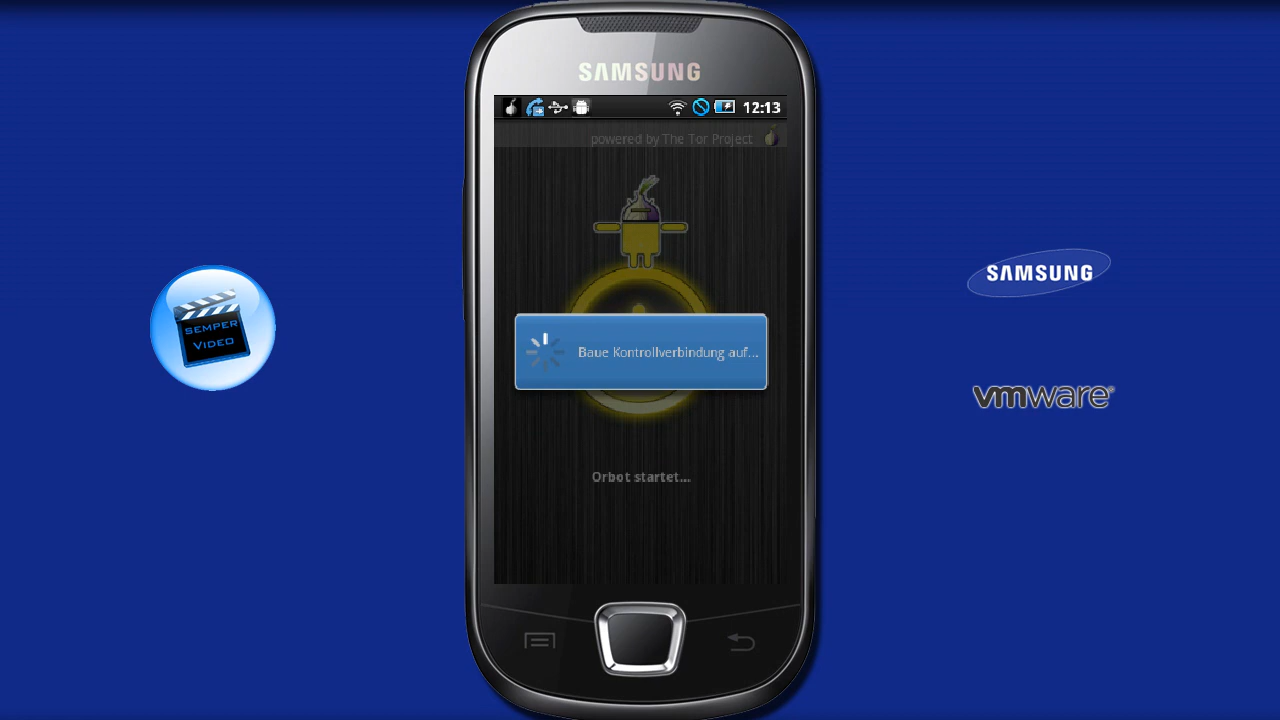 SAMSUNG
12:13
powered by The Tor Project
SEMPER
VIDEO
SAMSUNG
Baue Kontrollverbindung auf...
vmware®
Orbot startet...